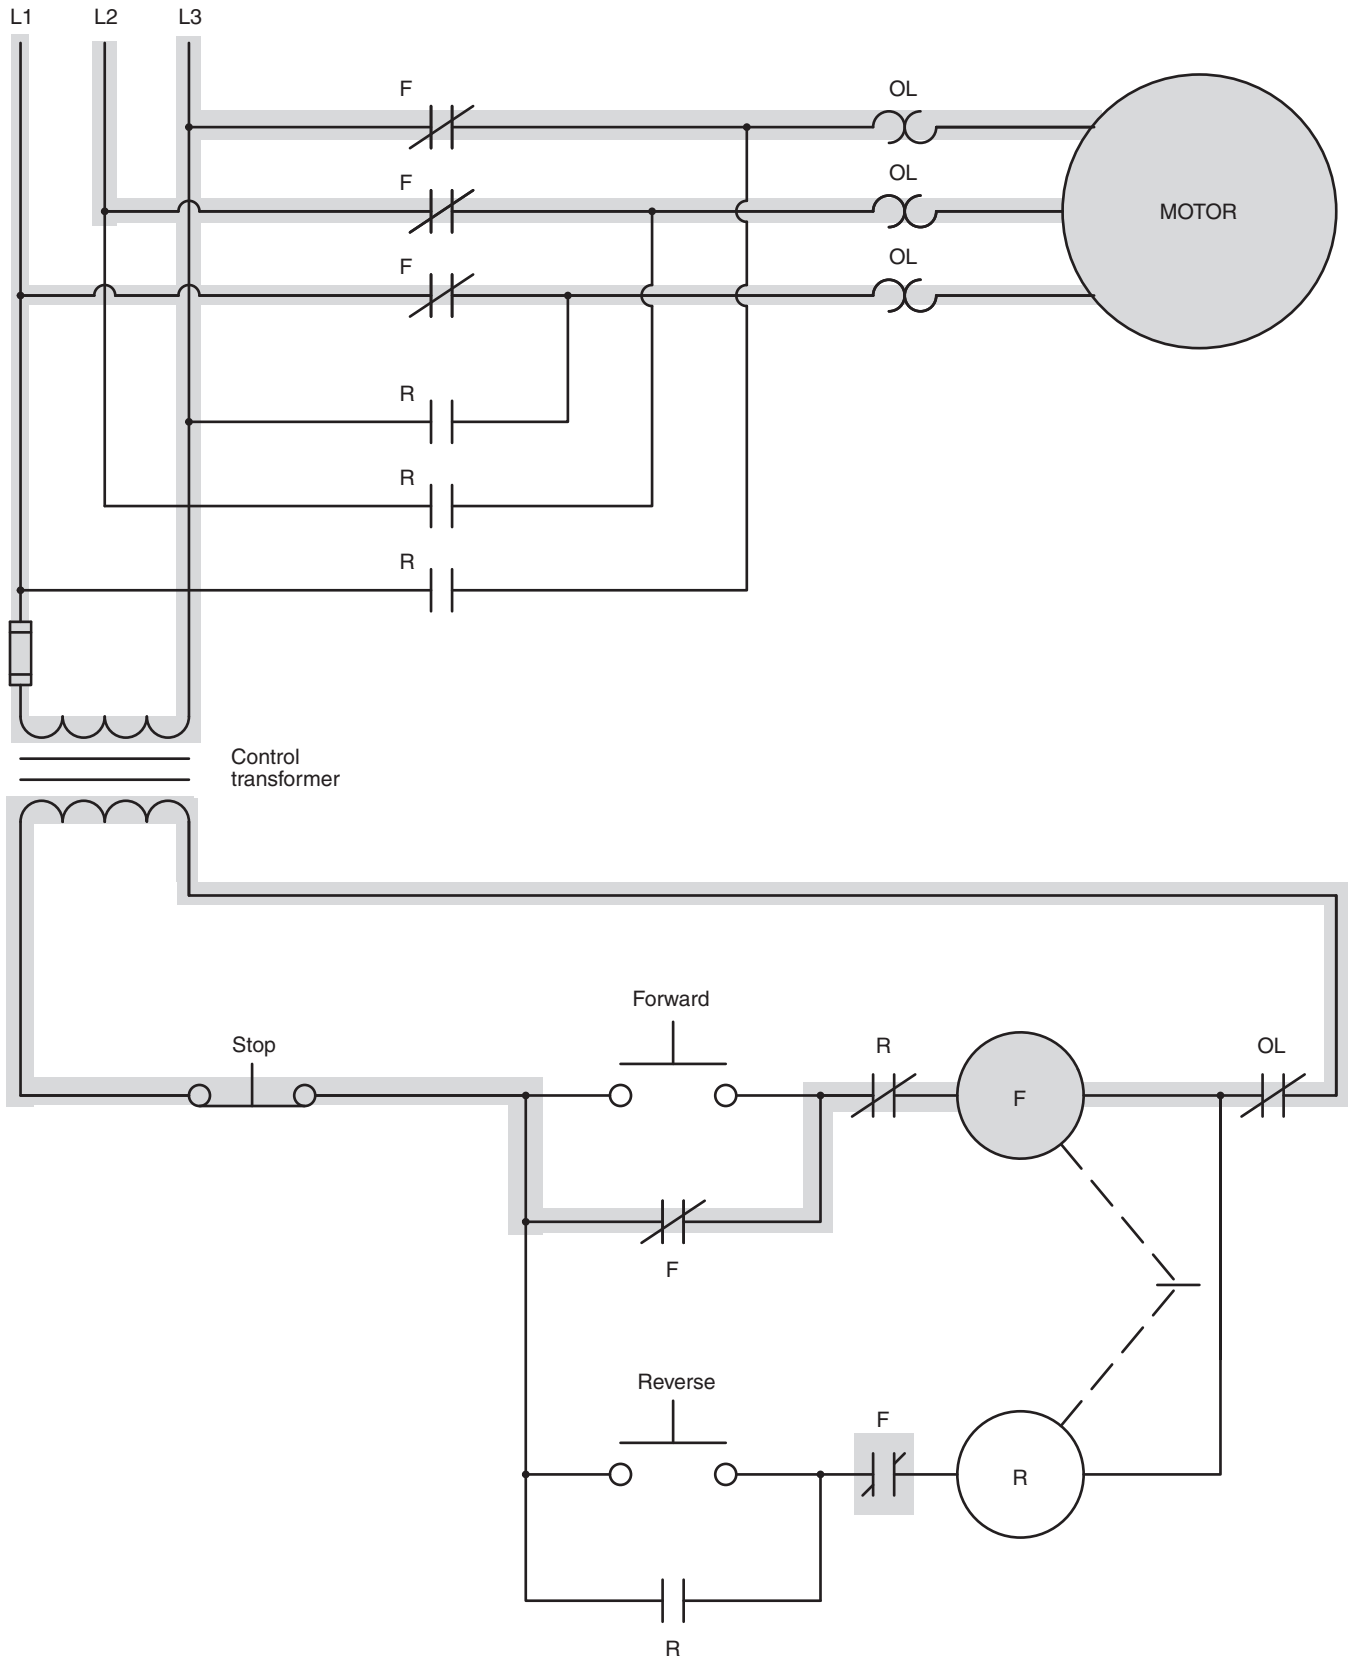 L1 L2 L3
F OL
F OL
MOTOR
F OL
R
R
R
Control
transformer
Forward
Stop
R
OL
F
F
Reverse
F
R
R